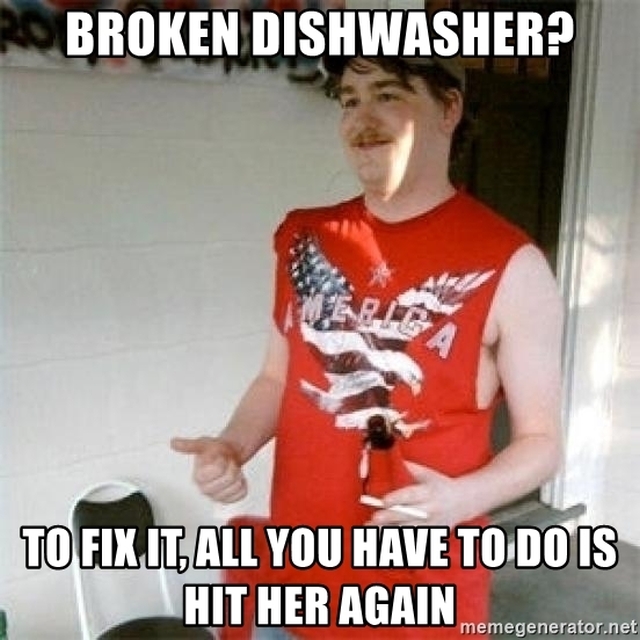 BROKEN DISHWASHER?
AMERICA
TO FIX IT, ALL YOU HAVE TO DO IS
HIT HER AGAIN
memegenerator.net